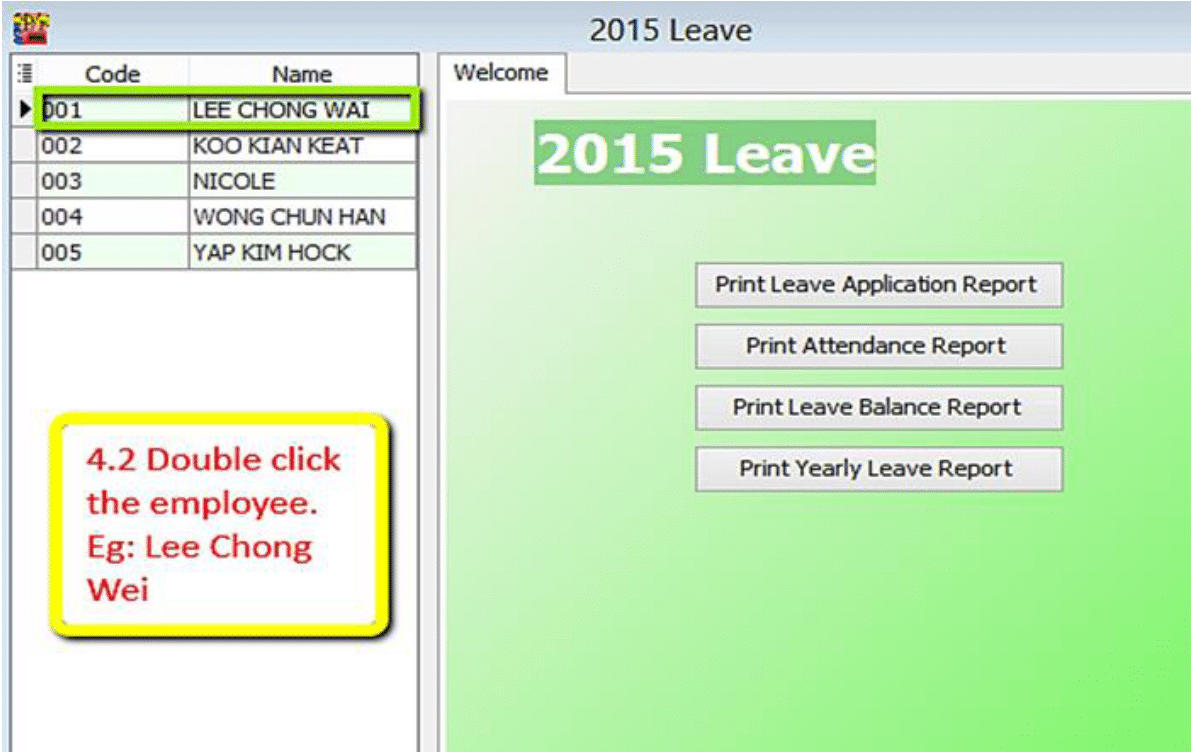 2015 Leave
Code Name
001 LEE CHONG WAI
002 KOO KIAN KEAT
003 NICOLE
004 WONG CHUN HAN
005 YAP KIM HOCK
4.2 Double click
the employee.
Eg: Lee Chong
Wei
Welcome
2015 Leave
Print Leave Application Report
Print Attendance Report
Print Leave Balance Report
Print Yearly Leave Report